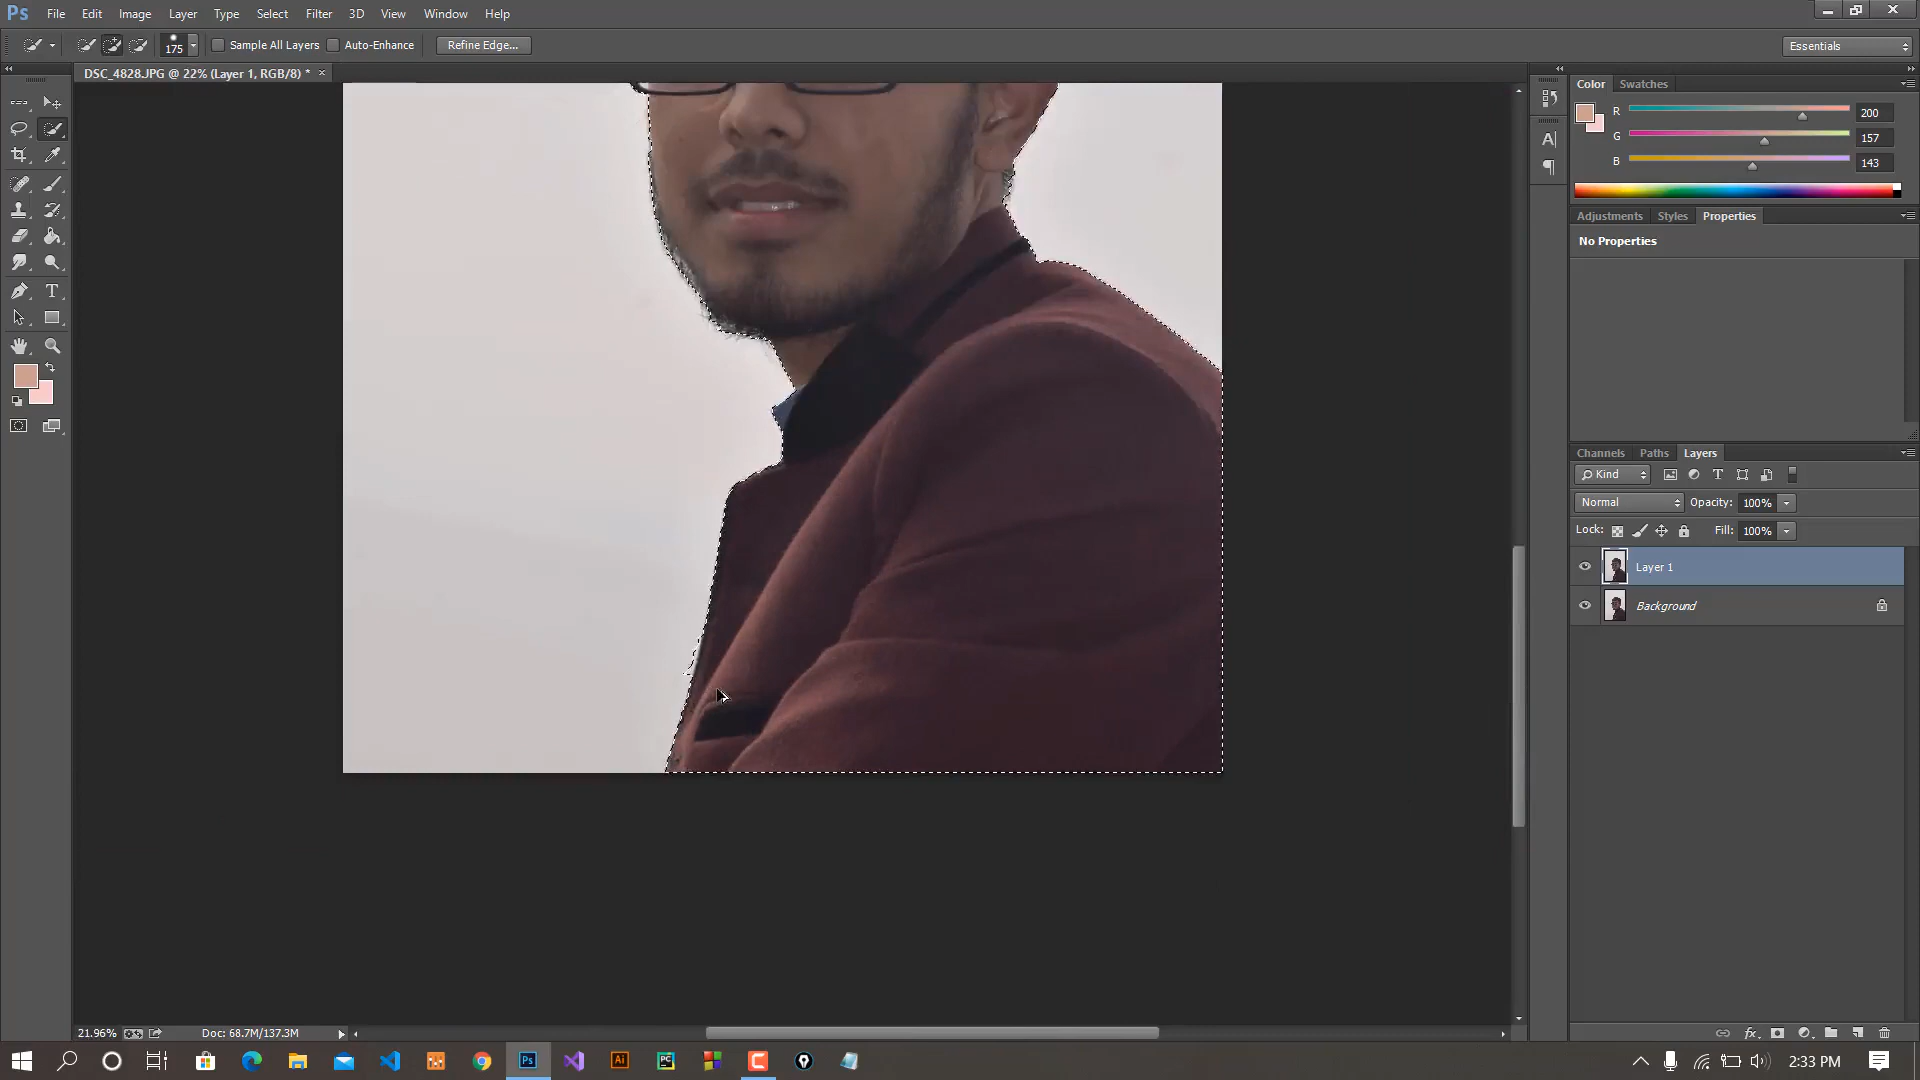 Ps File Edit Image Layer Type Select Filter 3D View Window Help
175 Sample All Layers Auto-Enhance Refine Edge... Essentials
DSC_4828.JPG @ 22% (Layer 1, RGB/8) * ×
Color Swatches
R 200
G 157
B 143
Adjustments Styles Properties
No Properties
Channels Paths Layers
Kind
Normal Opacity: 100%
Lock: Fill: 100%
Layer 1
Background
21.96% Doc: 68.7M/137.3M
2:33 PM